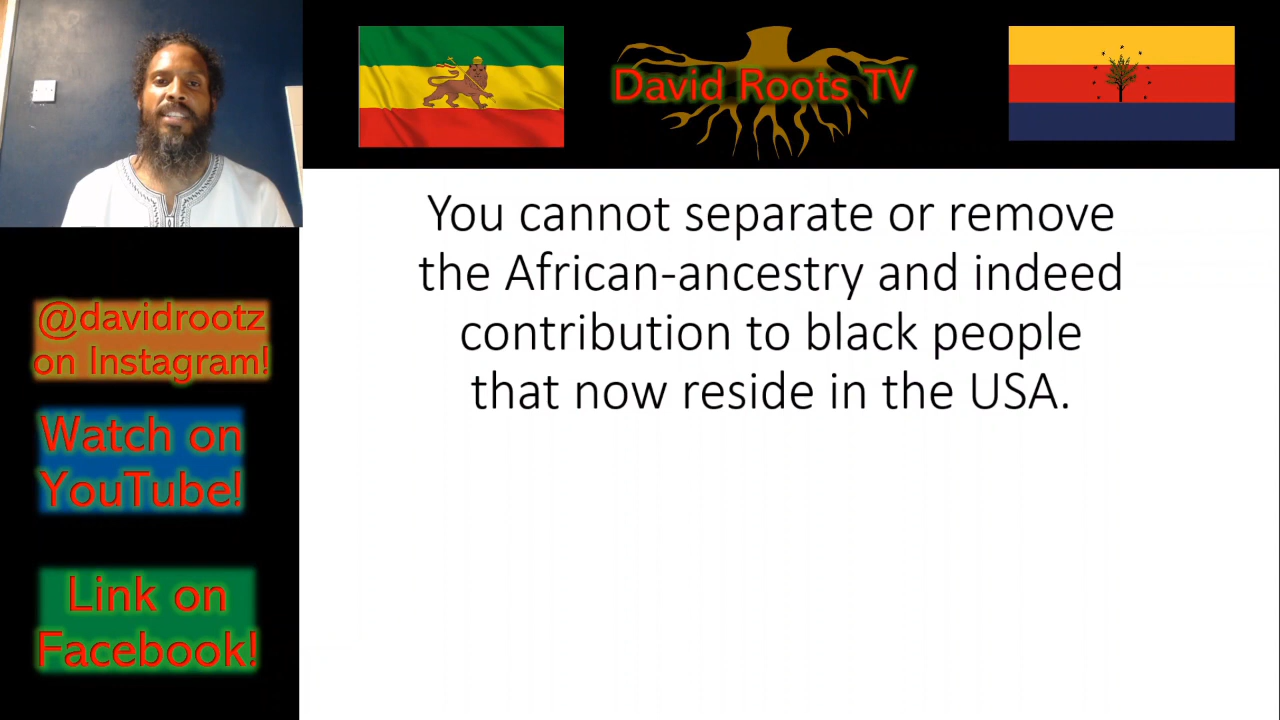 David Roots TV
You cannot separate or remove
the African-ancestry and indeed
contribution to black people
that now reside in the USA.
@davidrootz
on Instagram!
Watch on
YouTube!
Link on
Facebook!